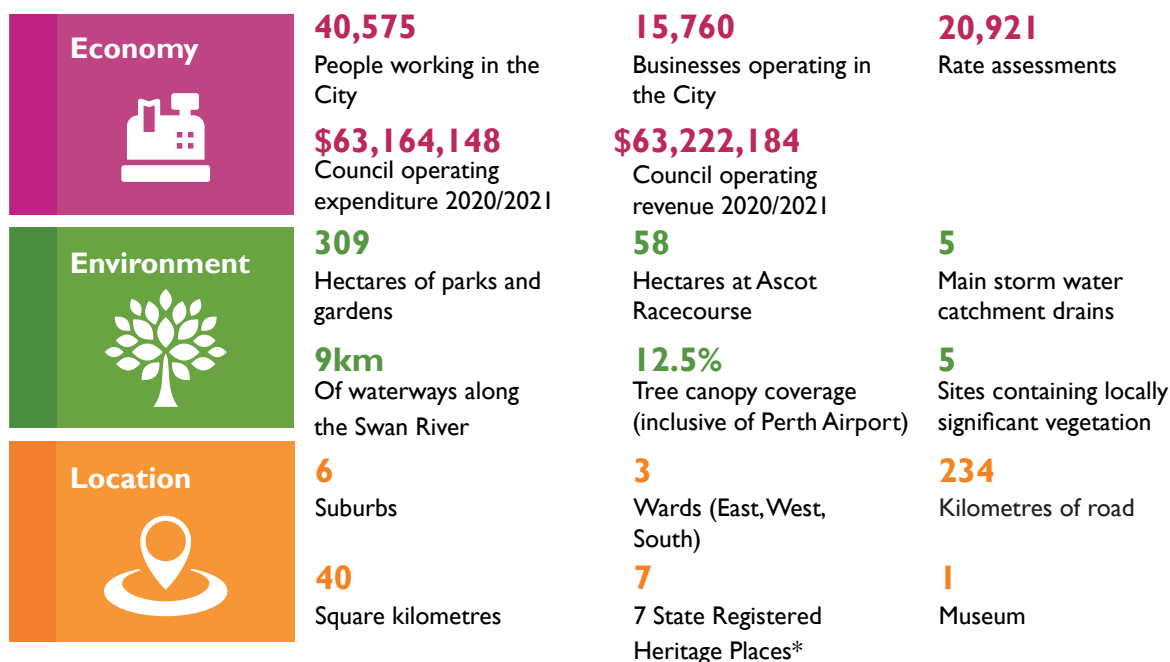 Economy
40,575
People working in the
City
15,760
Businesses operating in
the City
20,921
Rate assessments
$63,164,148
Council operating
expenditure 2020/2021
$63,222,184
Council operating
revenue 2020/2021
Environment
309
Hectares of parks and
gardens
58
Hectares at Ascot
Racecourse
5
Main storm water
catchment drains
9km
Of waterways along
the Swan River
12.5%
Tree canopy coverage
(inclusive of Perth Airport)
5
Sites containing locally
significant vegetation
Location
6
Suburbs
3
Wards (East, West,
South)
234
Kilometres of road
40
Square kilometres
7
7 State Registered
Heritage Places*
1
Museum